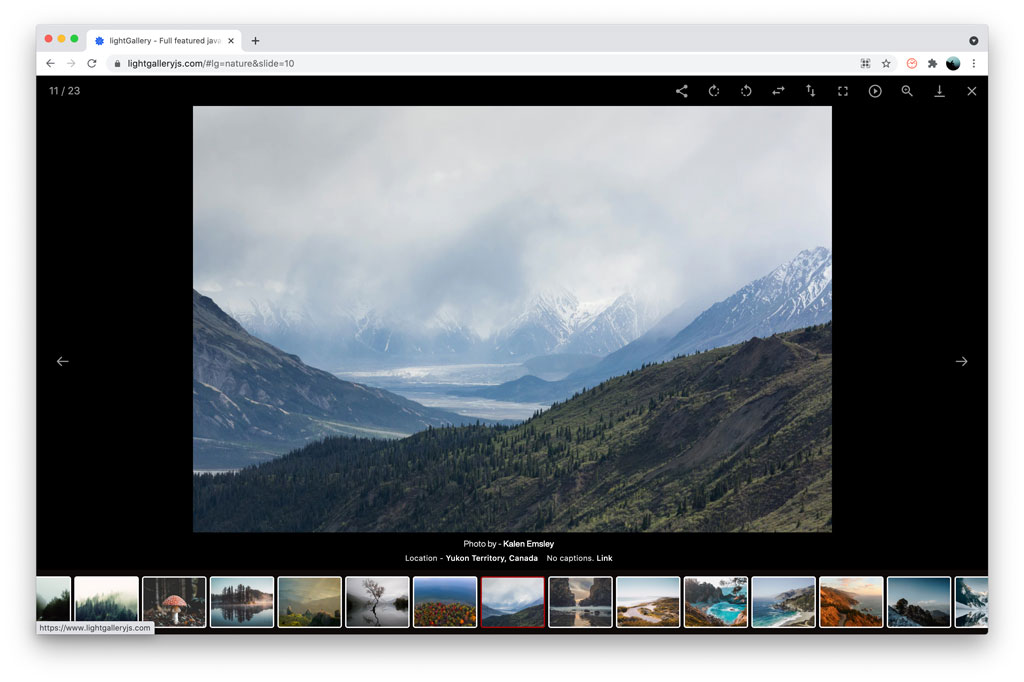 lightGallery - Full featured java
lightgalleryjs.com/#lg=nature&slide=10
11 / 23
Photo by - Kalen Emsley
Location - Yukon Territory, Canada No captions. Link
https://www.lightgalleryjs.com